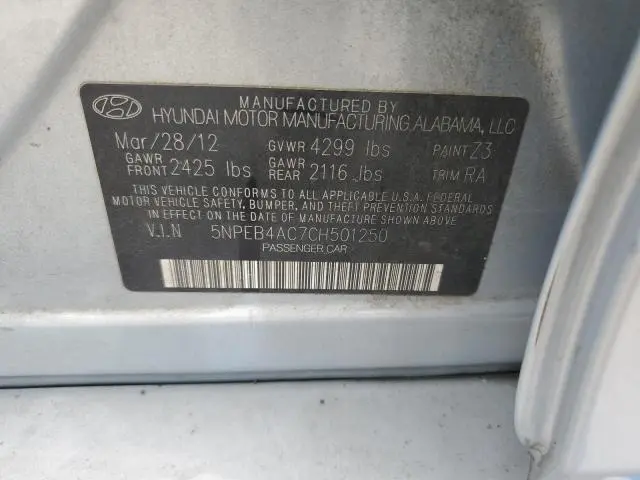 MANUFACTURED BY
HYUNDAI MOTOR MANUFACTURING ALABAMA, LLC
Mar/28/12 GVWR 4299 lbs PAINT Z3
GAWR FRONT 2425 lbs GAWR REAR 2116 lbs TRIM RA
THIS VEHICLE CONFORMS TO ALL APPLICABLE U.S.A. FEDERAL
MOTOR VEHICLE SAFETY, BUMPER, AND THEFT PREVENTION
STANDARDS IN EFFECT ON THE DATE OF MANUFACTURE SHOWN ABOVE
V.I.N 5NPEB4AC7CH501250
PASSENGER CAR